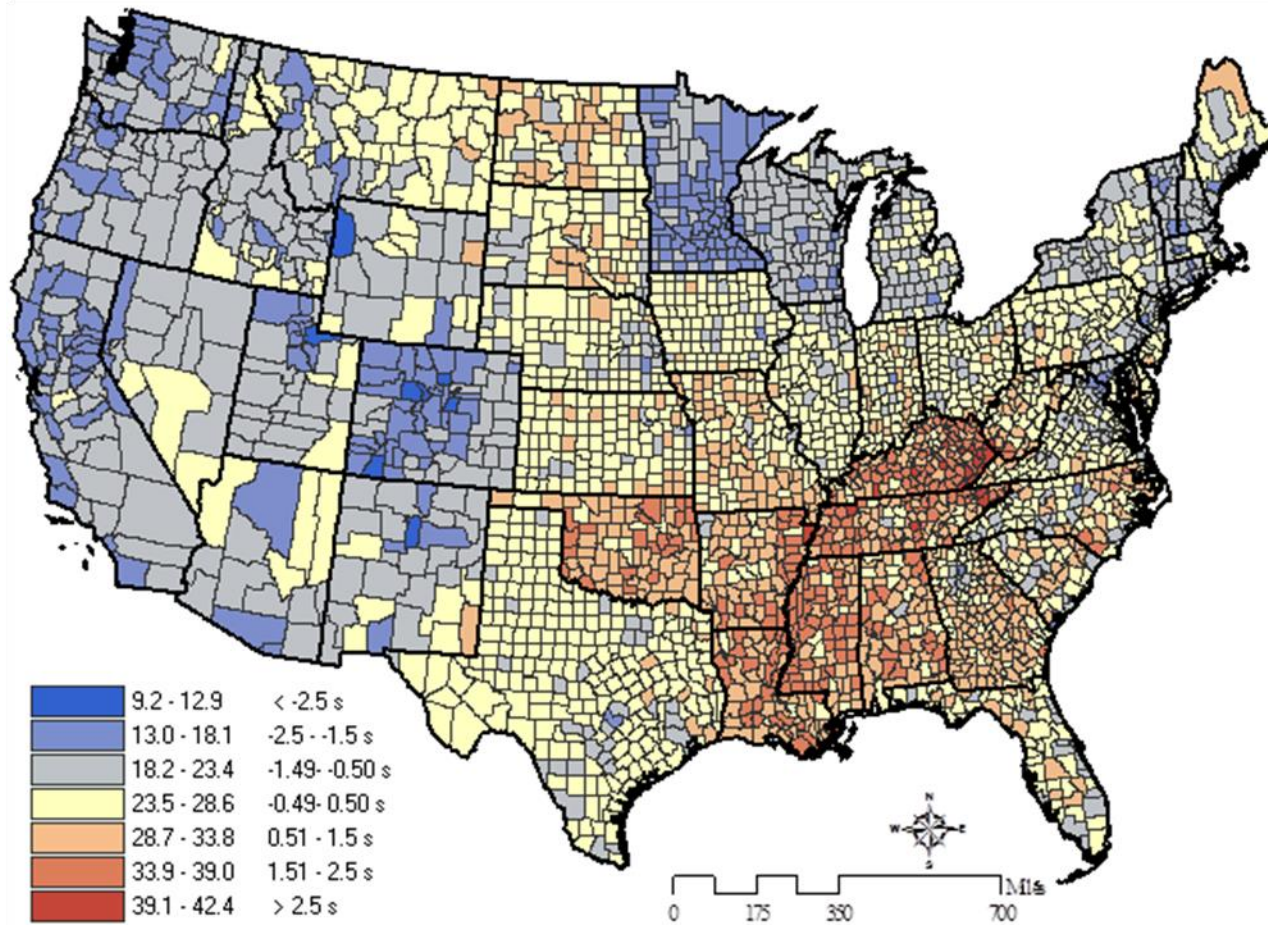 9.2 - 12.9 < -2.5 s
13.0 - 18.1 -2.5 - -1.5 s
18.2 - 23.4 -1.49- -0.50 s
23.5 - 28.6 -0.49- 0.50 s
28.7 - 33.8 0.51 - 1.5 s
33.9 - 39.0 1.51 - 2.5 s
39.1 - 42.4 > 2.5 s
N
W E
S
Miles
0 175 350 700